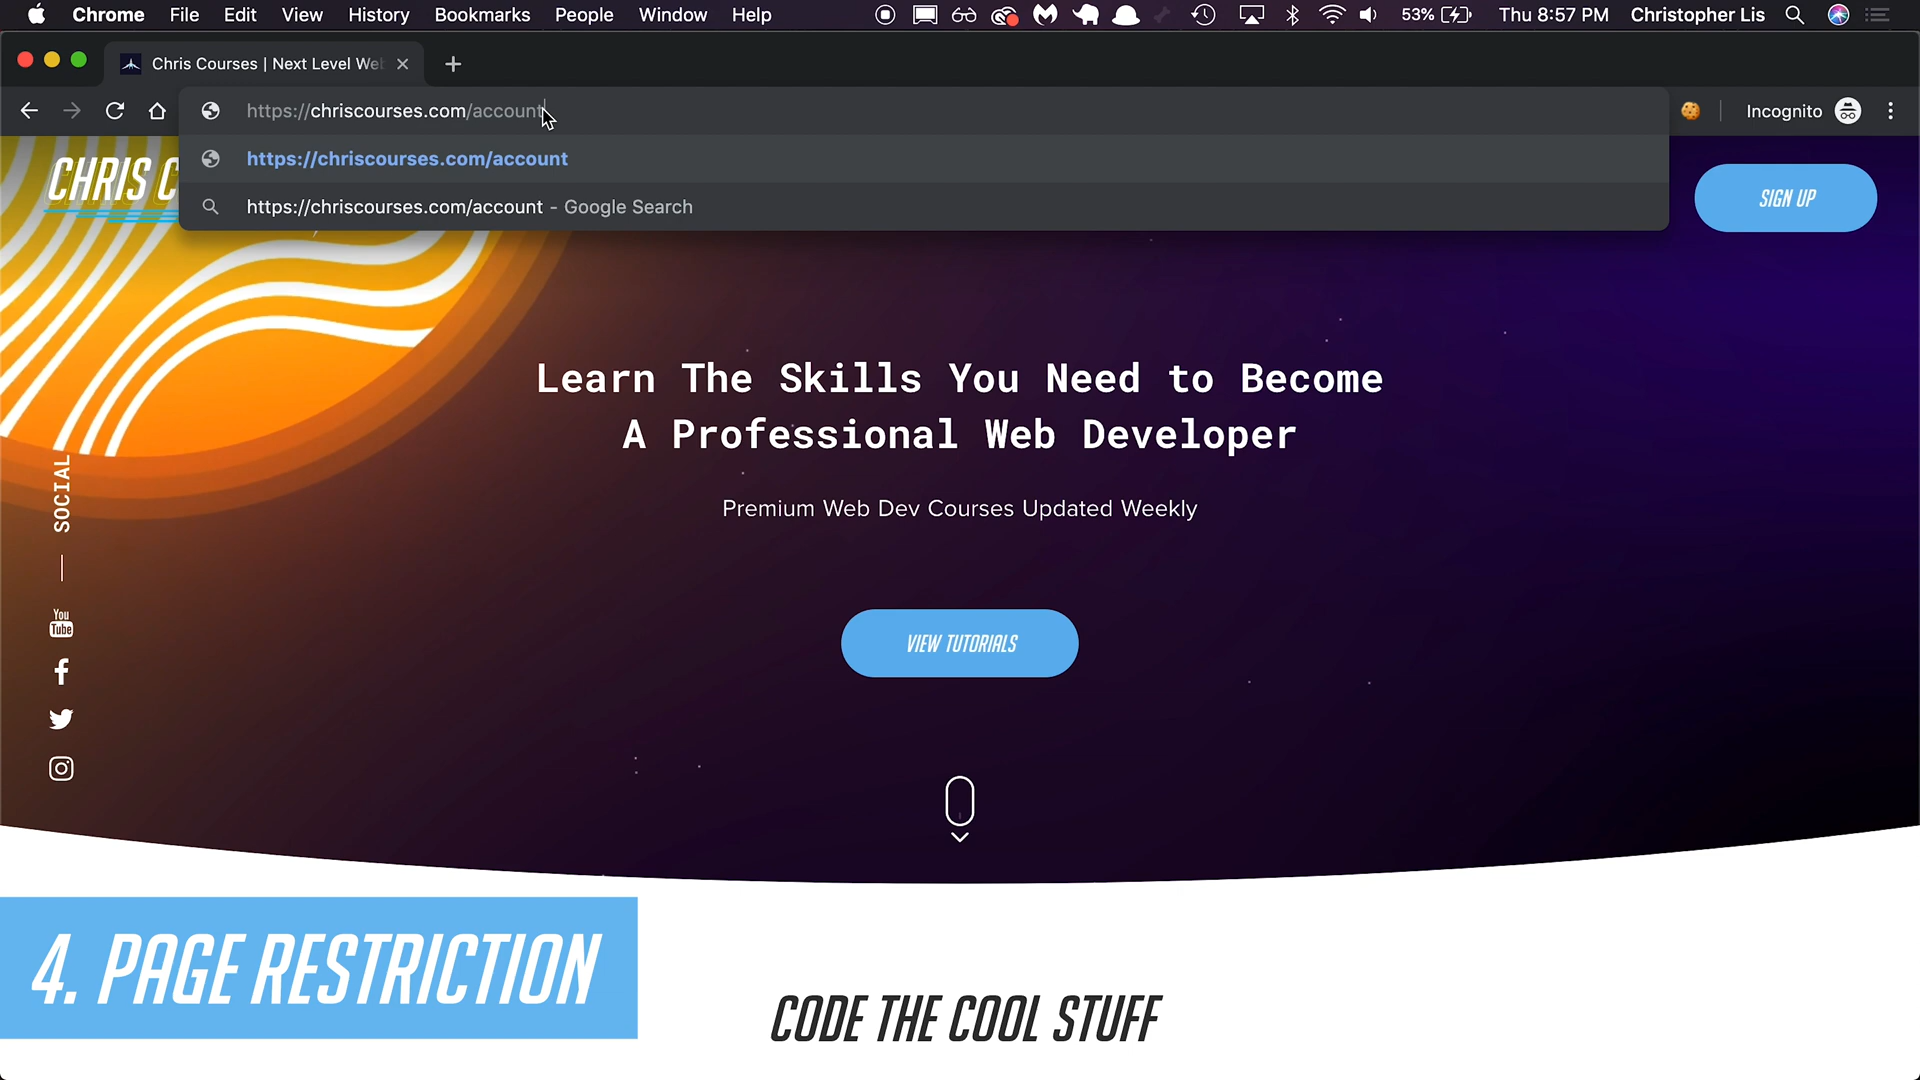 Chrome File Edit View History Bookmarks People Window Help 53% Thu 8:57 PM Christopher Lis
Chris Courses | Next Level We
https://chriscourses.com/account
Incognito
https://chriscourses.com/account
https://chriscourses.com/account - Google Search
CHRIS C
SIGN UP
Learn The Skills You Need to Become
A Professional Web Developer
Premium Web Dev Courses Updated Weekly
SOCIAL
You
Tube
VIEW TUTORIALS
4. PAGE RESTRICTION
CODE THE COOL STUFF